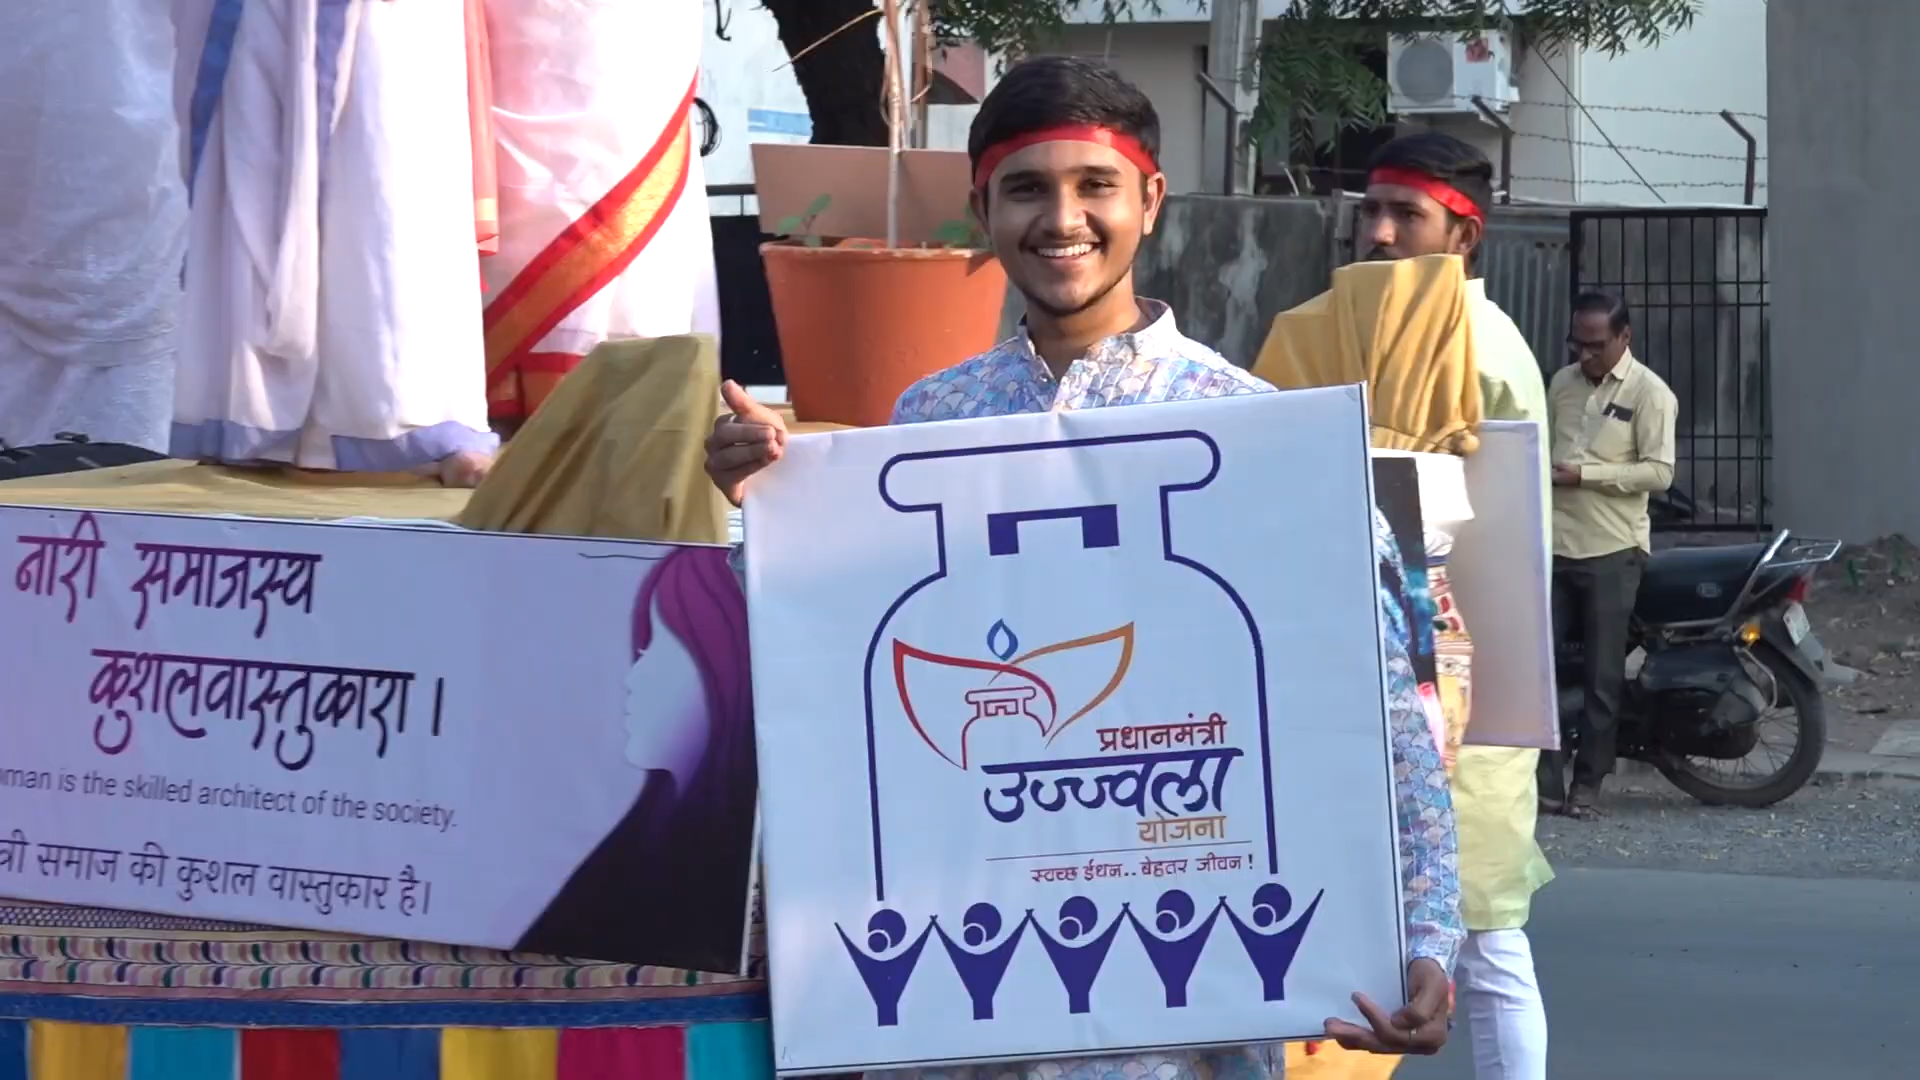 नारी समाजस्य
कुशलवास्तुकारा ।
is the skilled architect of the society.
समाज की कुशल वास्तुकार है।
प्रधानमंत्री
उज्ज्वला
योजना
स्वच्छ ईंधन.. बेहतर जीवन !